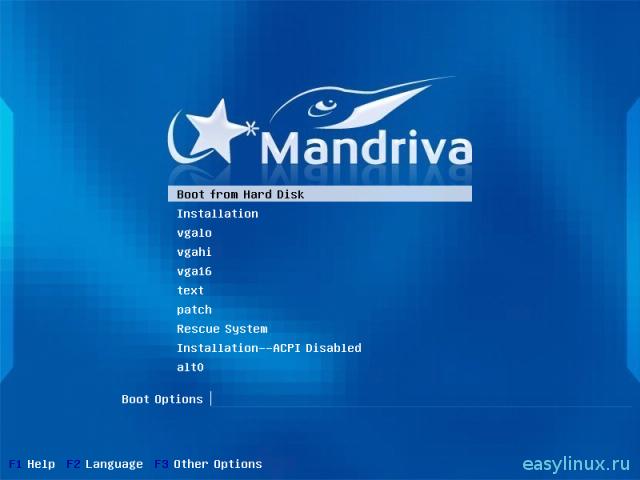 Mandriva
Boot from Hard Disk
Installation
vgalo
vgahi
vga16
text
patch
Rescue System
Installation--ACPI Disabled
alt0
Boot Options
F1 Help F2 Language F3 Other Options
easylinux.ru